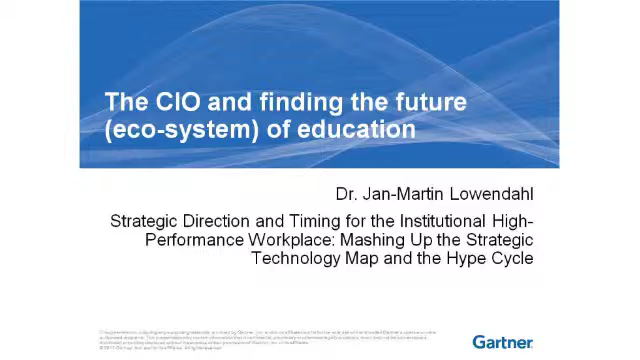 The CIO and finding the future
(eco-system) of education
Dr. Jan-Martin Lowendahl
Strategic Direction and Timing for the Institutional High-
Performance Workplace: Mashing Up the Strategic
Technology Map and the Hype Cycle
Gartner